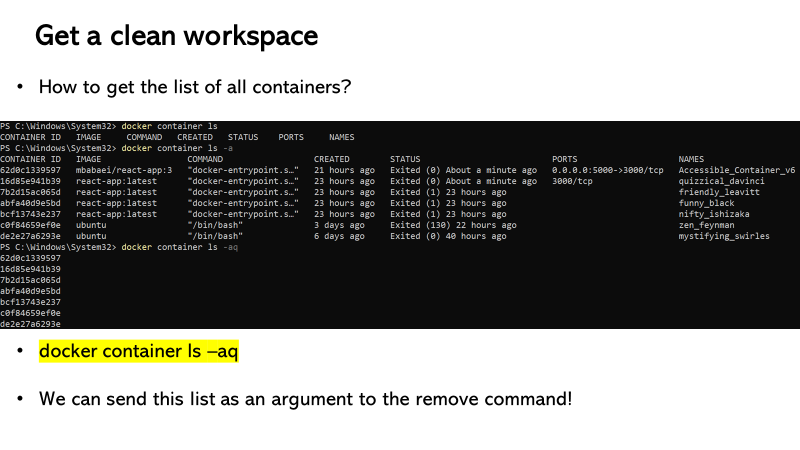 Get a clean workspace
• How to get the list of all containers?
PS C:\Windows\System32> docker container ls
CONTAINER ID   IMAGE     COMMAND   CREATED   STATUS    PORTS     NAMES
PS C:\Windows\System32> docker container ls -a
CONTAINER ID   IMAGE                COMMAND                  CREATED        STATUS                          PORTS                    NAMES
62d0c1339597   mbabaei/react-app:3   "docker-entrypoint.s…"   21 hours ago   Exited (0) About a minute ago   0.0.0.0:5000->3000/tcp   Accessible_Container_v6
16d85e941b39   react-app:latest      "docker-entrypoint.s…"   23 hours ago   Exited (0) About a minute ago   3000/tcp                 quizzical_davinci
7b2d15ac065d   react-app:latest      "docker-entrypoint.s…"   23 hours ago   Exited (1) 23 hours ago                                  friendly_leavitt
abfa40d9e5bd   react-app:latest      "docker-entrypoint.s…"   23 hours ago   Exited (1) 23 hours ago                                  funny_black
bcf13743e237   react-app:latest      "docker-entrypoint.s…"   23 hours ago   Exited (1) 23 hours ago                                  nifty_ishizaka
c0f84659ef0e   ubuntu                "/bin/bash"              3 days ago     Exited (130) 22 hours ago                                zen_feynman
de2e27a6293e   ubuntu                "/bin/bash"              6 days ago     Exited (0) 40 hours ago                                  mystifying_swirles
PS C:\Windows\System32> docker container ls -aq
62d0c1339597
16d85e941b39
7b2d15ac065d
abfa40d9e5bd
bcf13743e237
c0f84659ef0e
de2e27a6293e
• docker container ls –aq
• We can send this list as an argument to the remove command!